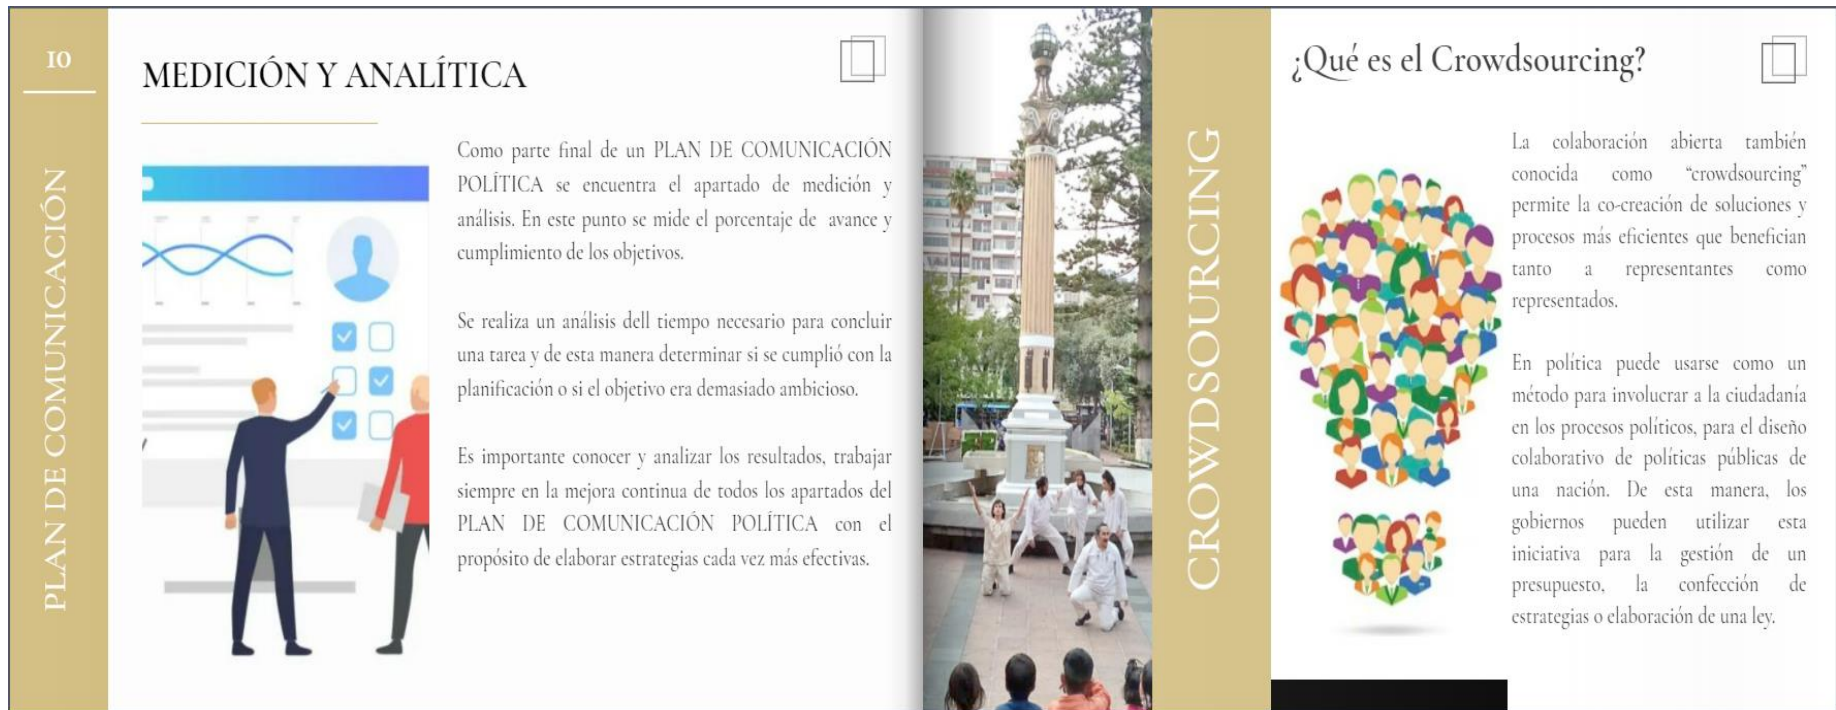 10
PLAN DE COMUNICACIÓN
MEDICIÓN Y ANALÍTICA
Como parte final de un PLAN DE COMUNICACIÓN
POLÍTICA se encuentra el apartado de medición y
análisis. En este punto se mide el porcentaje de avance y
cumplimiento de los objetivos.
Se realiza un análisis dell tiempo necesario para concluir
una tarea y de esta manera determinar si se cumplió con la
planificación o si el objetivo era demasiado ambicioso.
Es importante conocer y analizar los resultados, trabajar
siempre en la mejora continua de todos los apartados del
PLAN DE COMUNICACIÓN POLÍTICA con el
propósito de elaborar estrategias cada vez más efectivas.
CROWDSOURCING
¿Qué es el Crowdsourcing?
La colaboración abierta también
conocida como “crowdsourcing”
permite la co-creación de soluciones y
procesos más eficientes que benefician
tanto a representantes como
representados.
En política puede usarse como un
método para involucrar a la ciudadanía
en los procesos políticos, para el diseño
colaborativo de políticas públicas de
una nación. De esta manera, los
gobiernos pueden utilizar esta
iniciativa para la gestión de un
presupuesto, la confección de
estrategias o elaboración de una ley.